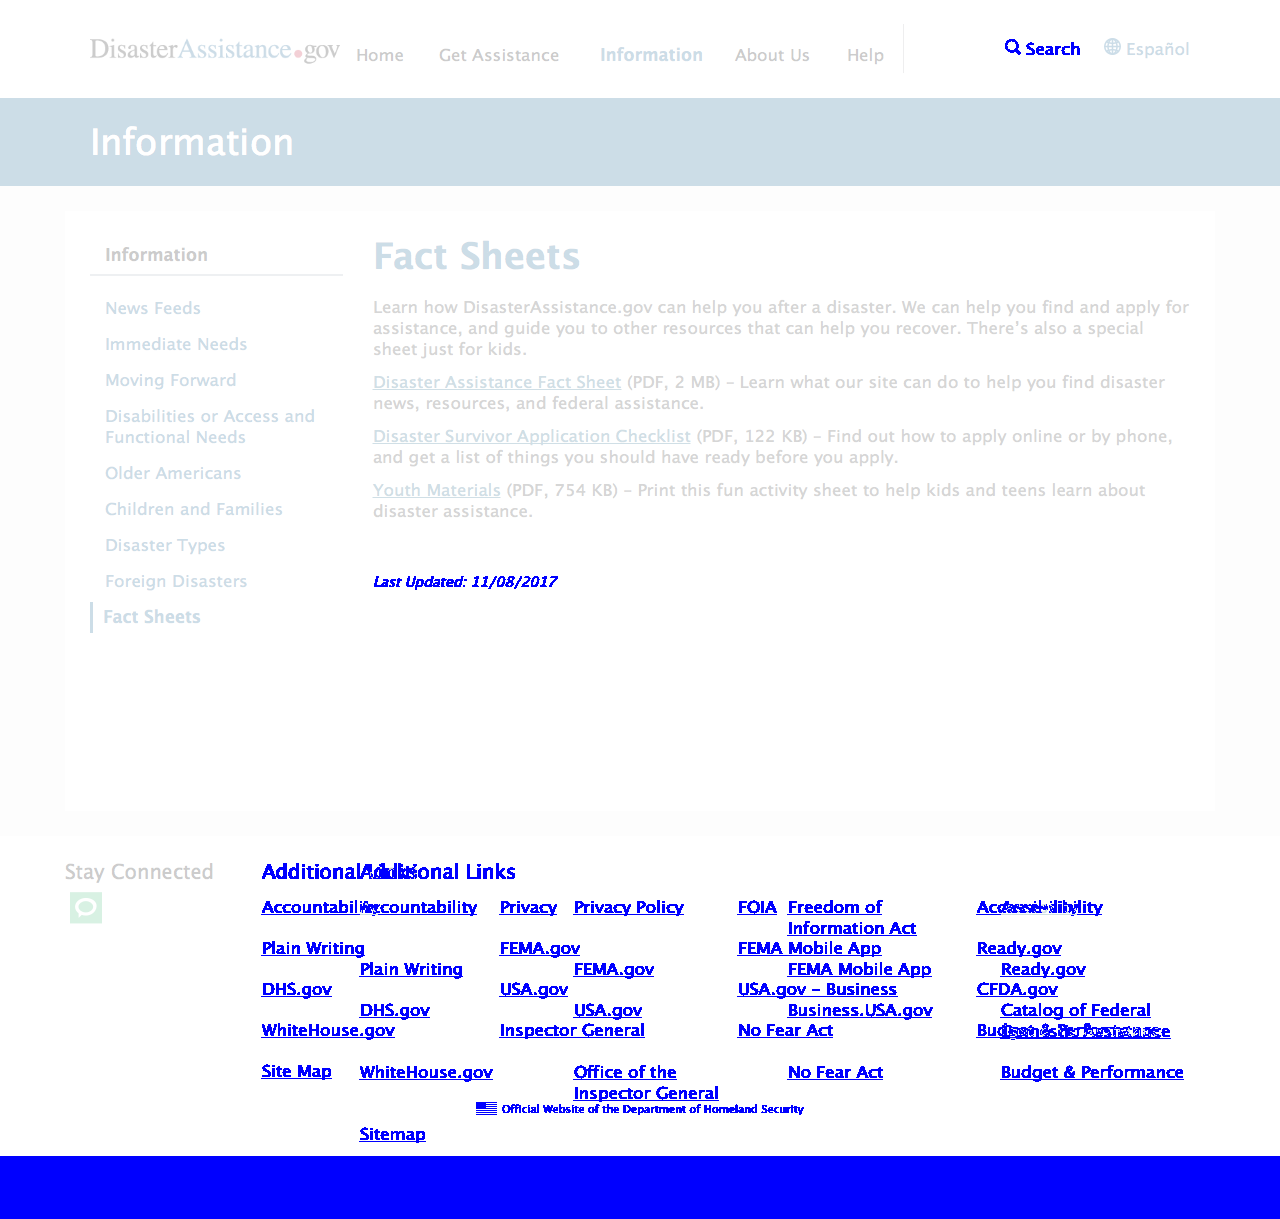 DisasterAssistance.gov Home Get Assistance Information About Us Help Search Español
Information
Information
News Feeds
Immediate Needs
Moving Forward
Disabilities or Access and
Functional Needs
Older Americans
Children and Families
Disaster Types
Foreign Disasters
Fact Sheets
Fact Sheets
Learn how DisasterAssistance.gov can help you after a disaster. We can help you find and apply for
assistance, and guide you to other resources that can help you recover. There's also a special
sheet just for kids.
Disaster Assistance Fact Sheet (PDF, 2 MB) – Learn what our site can do to help you find disaster
news, resources, and federal assistance.
Disaster Survivor Application Checklist (PDF, 122 KB) – Find out how to apply online or by phone,
and get a list of things you should have ready before you apply.
Youth Materials (PDF, 754 KB) – Print this fun activity sheet to help kids and teens learn about
disaster assistance.
Last Updated: 11/08/2017
Stay Connected
Additional Links
Accountability Privacy Privacy Policy FOIA Freedom of
Information Act
Plain Writing FEMA.gov FEMA Mobile App Ready.gov
Plain Writing FEMA.gov FEMA Mobile App Ready.gov
DHS.gov USA.gov USA.gov – Business CFDA.gov
DHS.gov USA.gov Business.USA.gov Catalog of Federal
WhiteHouse.gov Inspector General No Fear Act
Site Map WhiteHouse.gov Office of the No Fear Act Budget & Performance
Inspector General
Official Website of the Department of Homeland Security
Sitemap